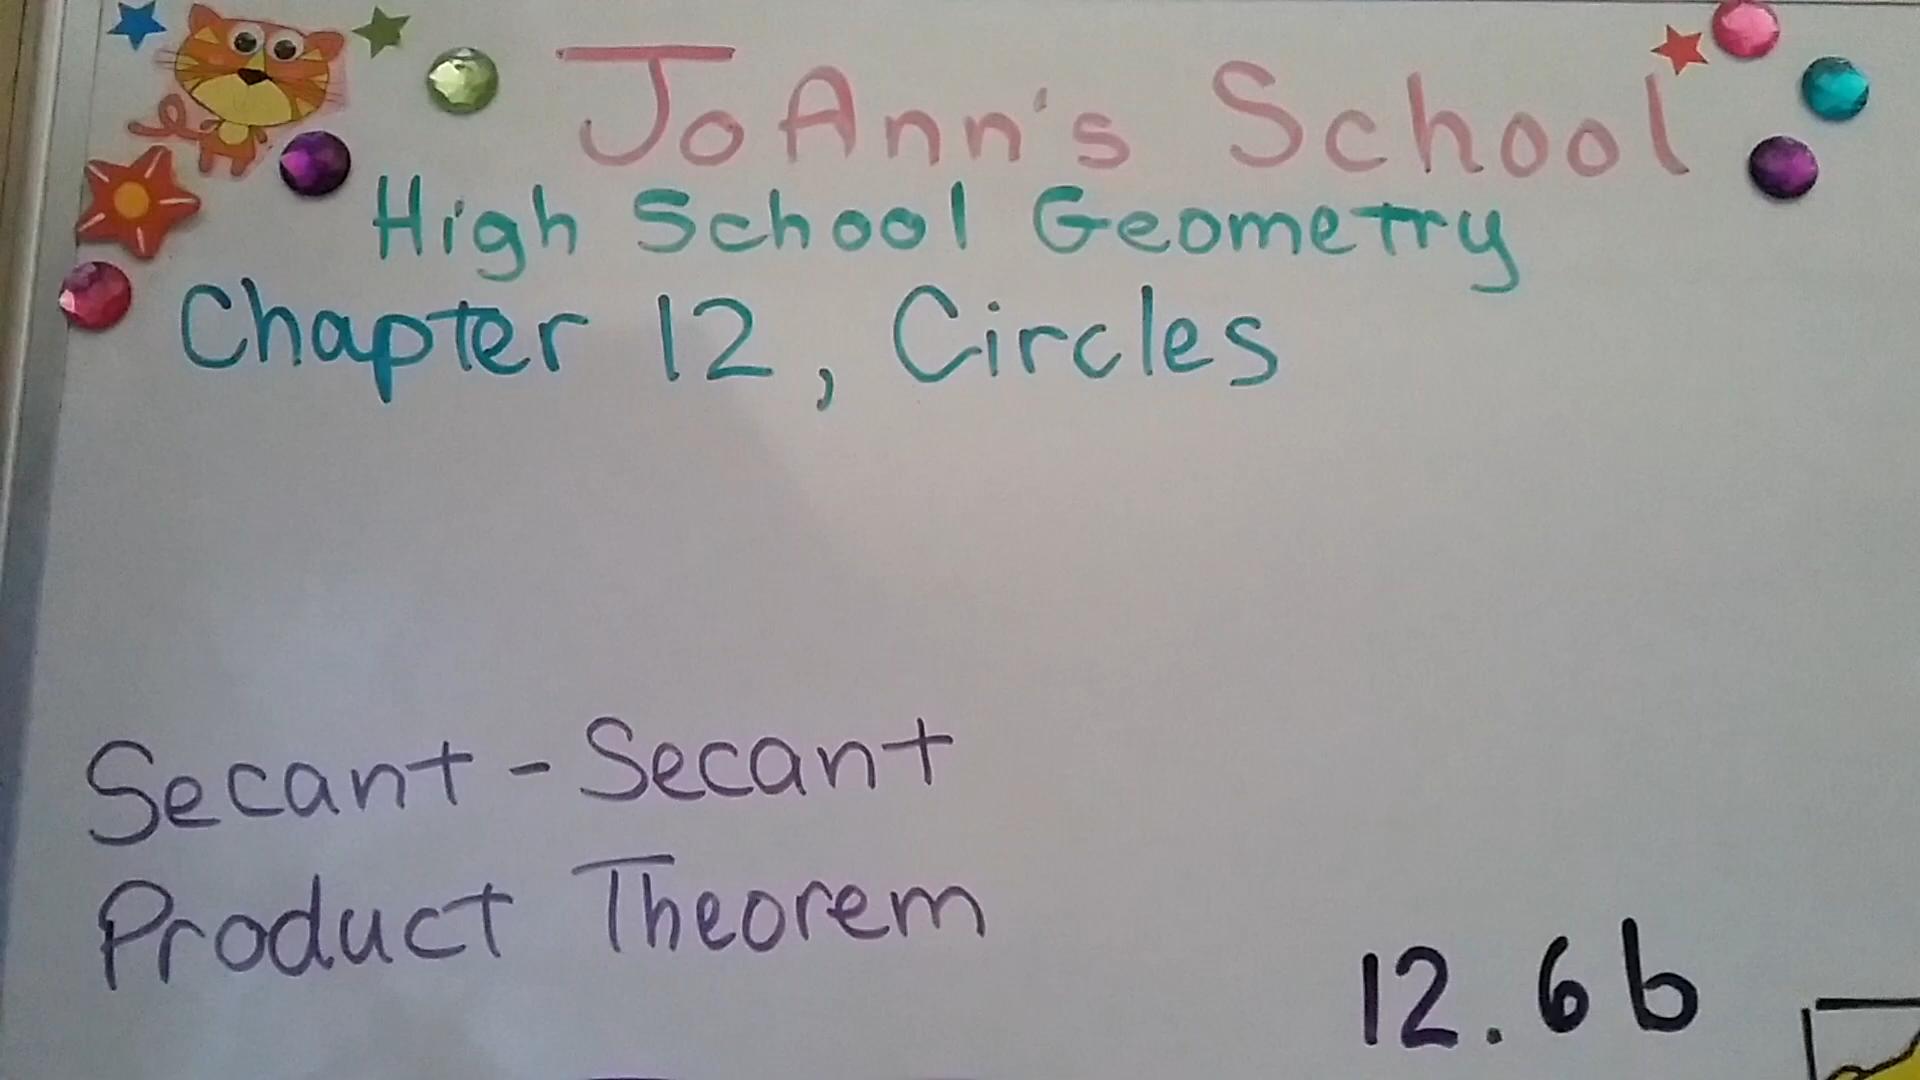 JoAnn's School
High School Geometry
Chapter 12, Circles
Secant-Secant
Product Theorem
12.6b